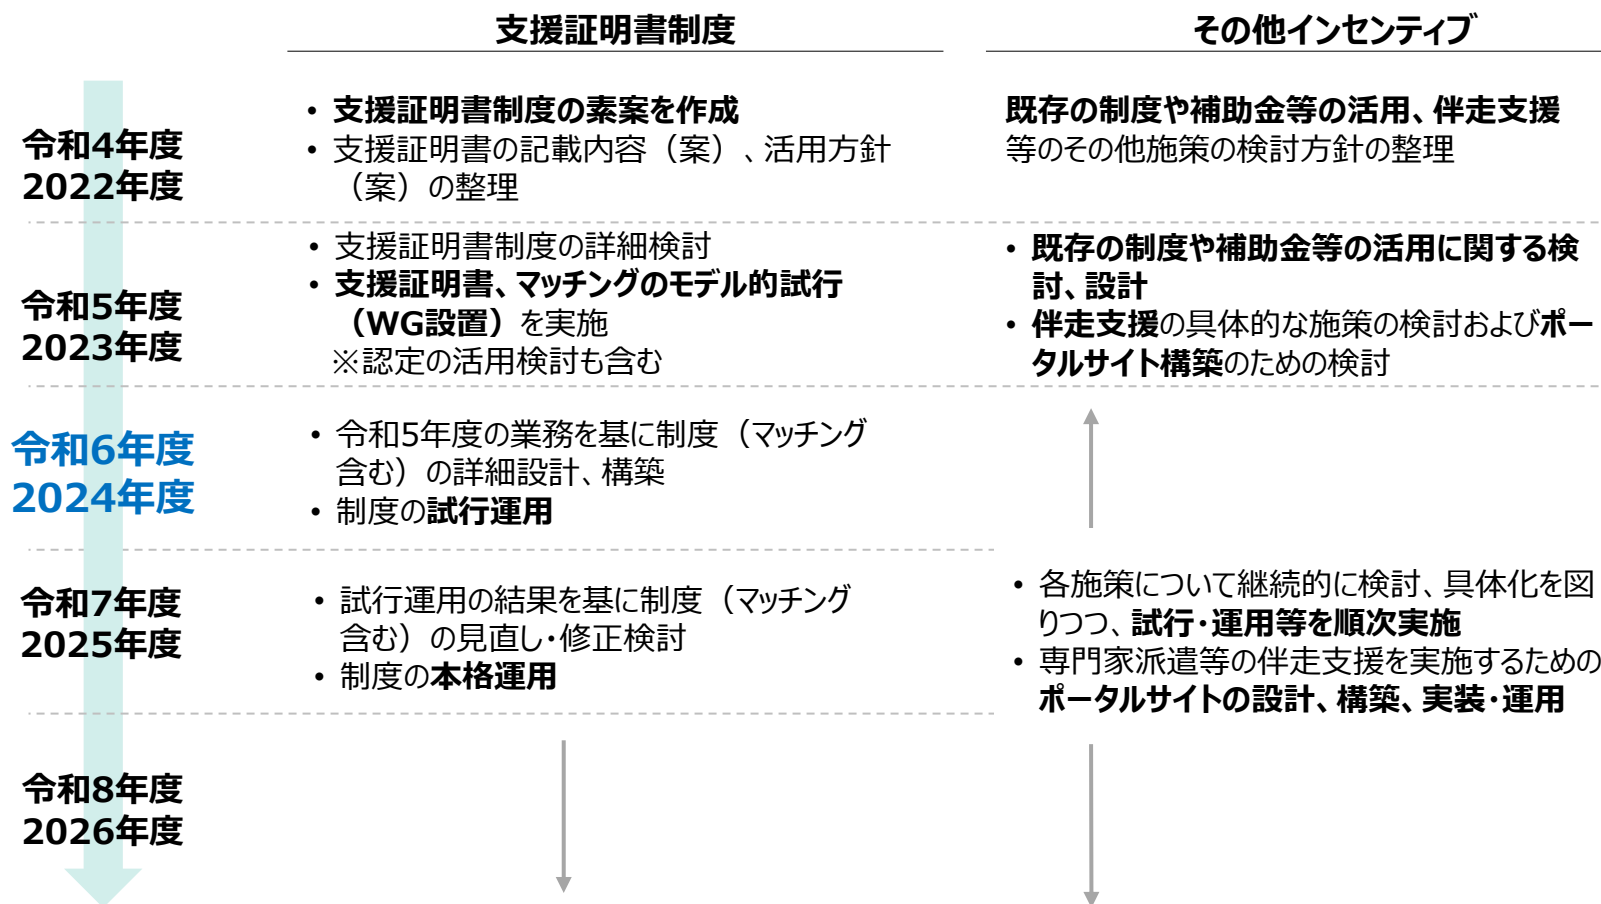 支援証明書制度
その他インセンティブ
令和4年度
2022年度
• 支援証明書制度の素案を作成
• 支援証明書の記載内容（案）、活用方針
（案）の整理
既存の制度や補助金等の活用、伴走支援
等のその他施策の検討方針の整理
令和5年度
2023年度
• 支援証明書制度の詳細検討
• 支援証明書、マッチングのモデル的試行
（WG設置）を実施
※認定の活用検討も含む
• 既存の制度や補助金等の活用に関する検
討、設計
• 伴走支援の具体的な施策の検討およびポー
タルサイト構築のための検討
令和6年度
2024年度
• 令和5年度の業務を基に制度（マッチング
含む）の詳細設計、構築
• 制度の試行運用
令和7年度
2025年度
• 試行運用の結果を基に制度（マッチング
含む）の見直し・修正検討
• 制度の本格運用
• 各施策について継続的に検討、具体化を図
りつつ、試行・運用等を順次実施
• 専門家派遣等の伴走支援を実施するための
ポータルサイトの設計、構築、実装・運用
令和8年度
2026年度